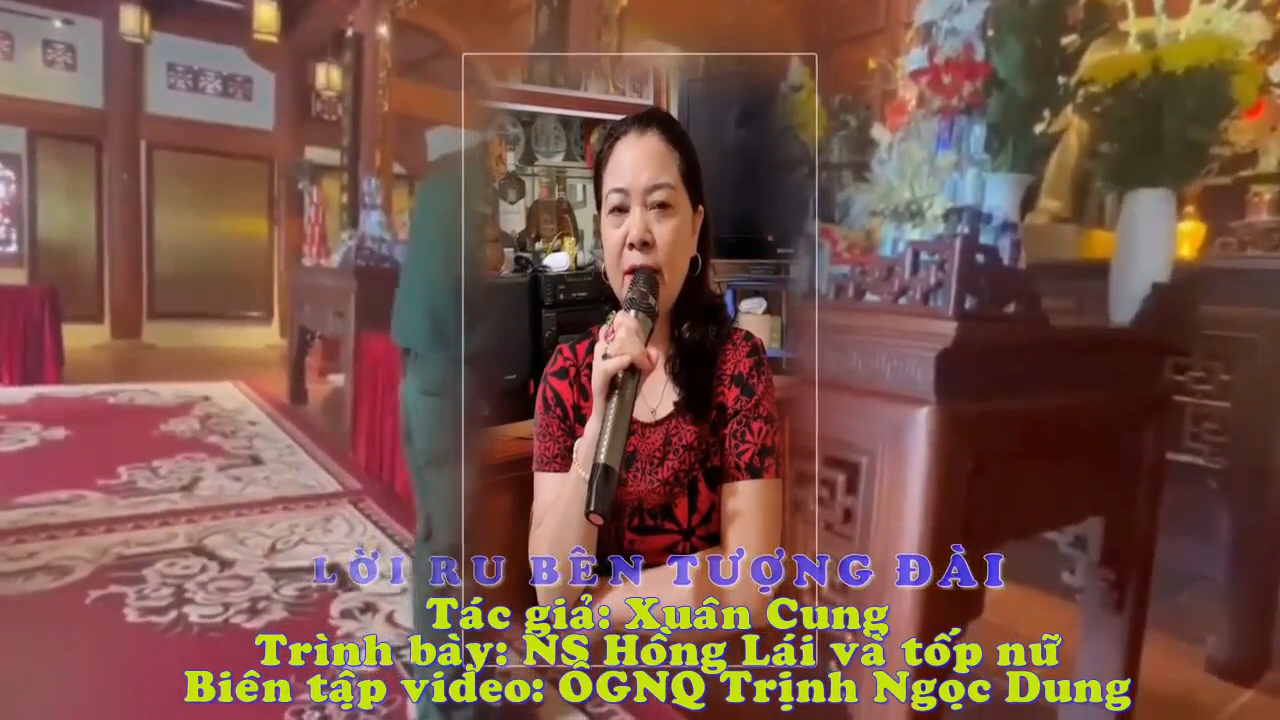 LỜI RU BÊN TƯỢNG ĐÀI
Tác giả: Xuân Cung
Trình bày: NS Hồng Lái và tốp nữ
Biên tập video: ÔGNQ Trịnh Ngọc Dung